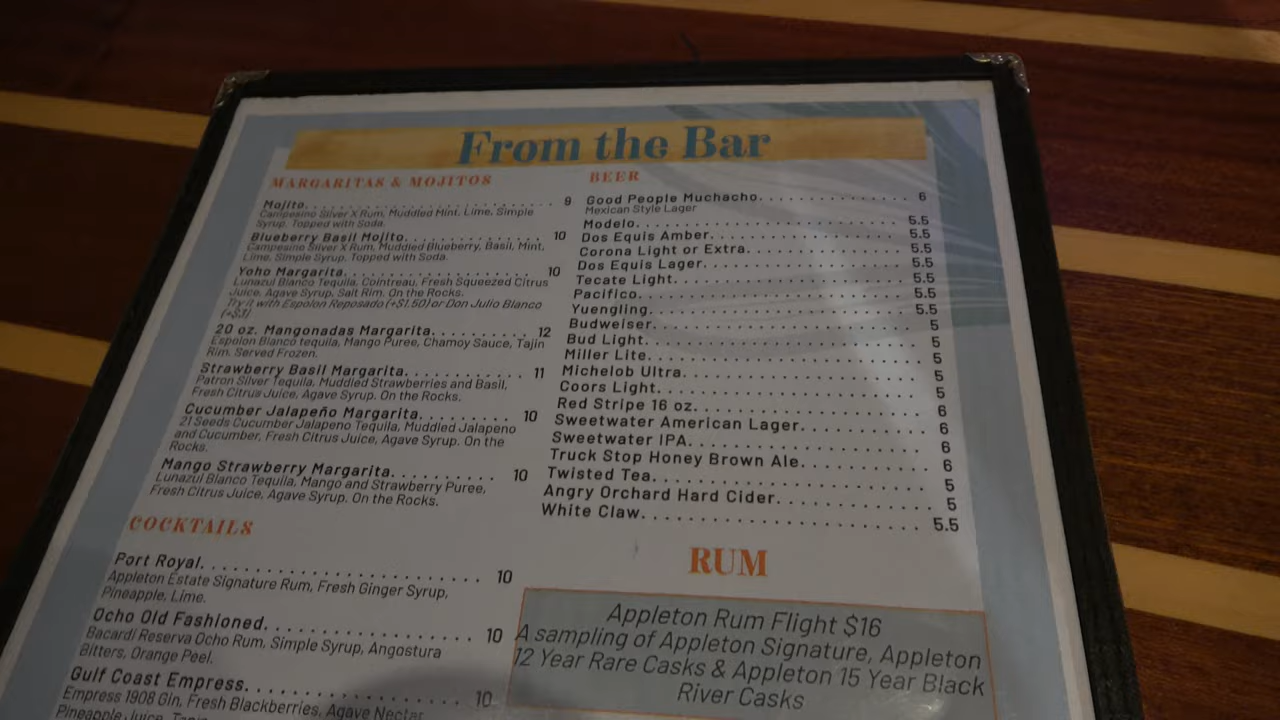 From the Bar
MARGARITAS & MOJITOS
Mojito. . . . . . . . . . . . . . . . . . . . . . . . 9
Campesino Silver X Rum, Muddled Mint, Lime, Simple
Syrup. Topped with Soda.
Blueberry Basil Mojito. . . . . . . . . . . . . . 10
Campesino Silver X Rum, Muddled Blueberry, Basil, Mint,
Lime, Simple Syrup. Topped with Soda.
Yoho Margarita. . . . . . . . . . . . . . . . . . . 10
Lunazul Blanco Tequila, Cointreau, Fresh Squeezed Citrus
Juice, Agave Syrup, Salt Rim. On the Rocks.
Try it with Espolon Reposado (+$1.50) or Don Julio Blanco
(+$3)
20 oz. Mangonadas Margarita. . . . . . . . . . 12
Espolon Blanco tequila, Mango Puree, Chamoy Sauce, Tajin
Rim. Served Frozen.
Strawberry Basil Margarita. . . . . . . . . . . 11
Patron Silver Tequila, Muddled Strawberries and Basil,
Fresh Citrus Juice, Agave Syrup. On the Rocks.
Cucumber Jalapeño Margarita. . . . . . . . . 10
21 Seeds Cucumber Jalapeno Tequila, Muddled Jalapeno
and Cucumber, Fresh Citrus Juice, Agave Syrup. On the
Rocks.
Mango Strawberry Margarita. . . . . . . . . . 10
Lunazul Blanco Tequila, Mango and Strawberry Puree,
Fresh Citrus Juice, Agave Syrup. On the Rocks.
COCKTAILS
Port Royal. . . . . . . . . . . . . . . . . . . . . . 10
Appleton Estate Signature Rum, Fresh Ginger Syrup,
Pineapple, Lime.
Ocho Old Fashioned. . . . . . . . . . . . . . . . 10
Bacardi Reserva Ocho Rum, Simple Syrup, Angostura
Bitters, Orange Peel.
Gulf Coast Empress. . . . . . . . . . . . . . . . 10
Empress 1908 Gin, Fresh Blackberries, Agave Nectar
Pineapple Juice,
BEER
Good People Muchacho. . . . . . . . . . . . . . 6
Mexican Style Lager
Modelo. . . . . . . . . . . . . . . . . . . . . . . . 5.5
Dos Equis Amber. . . . . . . . . . . . . . . . . . 5.5
Corona Light or Extra. . . . . . . . . . . . . . . 5.5
Dos Equis Lager. . . . . . . . . . . . . . . . . . 5.5
Tecate Light. . . . . . . . . . . . . . . . . . . . . 5.5
Pacifico. . . . . . . . . . . . . . . . . . . . . . . . 5.5
Yuengling. . . . . . . . . . . . . . . . . . . . . . . 5.5
Budweiser. . . . . . . . . . . . . . . . . . . . . . . 5
Bud Light. . . . . . . . . . . . . . . . . . . . . . . 5
Miller Lite. . . . . . . . . . . . . . . . . . . . . . . 5
Michelob Ultra. . . . . . . . . . . . . . . . . . . . 5
Coors Light. . . . . . . . . . . . . . . . . . . . . . 5
Red Stripe 16 oz. . . . . . . . . . . . . . . . . . . 6
Sweetwater American Lager. . . . . . . . . . . 6
Sweetwater IPA. . . . . . . . . . . . . . . . . . . 6
Truck Stop Honey Brown Ale. . . . . . . . . . . 6
Twisted Tea. . . . . . . . . . . . . . . . . . . . . . 5
Angry Orchard Hard Cider. . . . . . . . . . . . 5
White Claw. . . . . . . . . . . . . . . . . . . . . . 5.5
RUM
Appleton Rum Flight $16
A sampling of Appleton Signature, Appleton
12 Year Rare Casks & Appleton 15 Year Black
River Casks